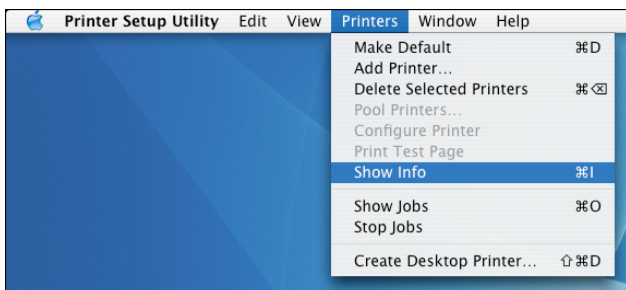 Printer Setup Utility Edit View Printers Window Help
Make Default ⌘D
Add Printer...
Delete Selected Printers ⌘⌫
Pool Printers...
Configure Printer
Print Test Page
Show Info ⌘I
Show Jobs ⌘O
Stop Jobs
Create Desktop Printer... ⇧⌘D